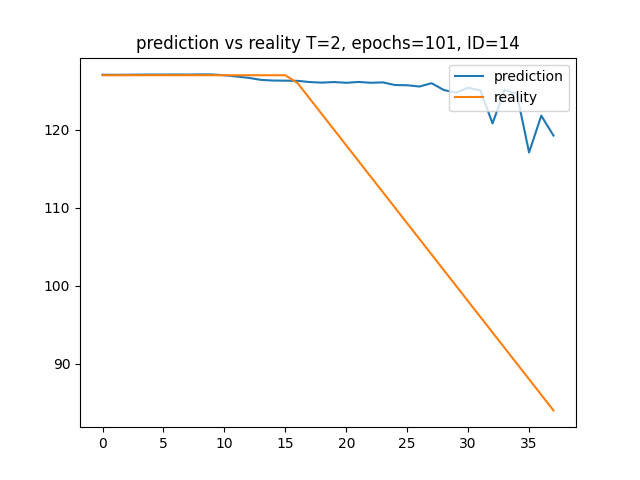 prediction vs reality T=2, epochs=101, ID=14
prediction
reality
120
110
100
90
0 5 10 15 20 25 30 35